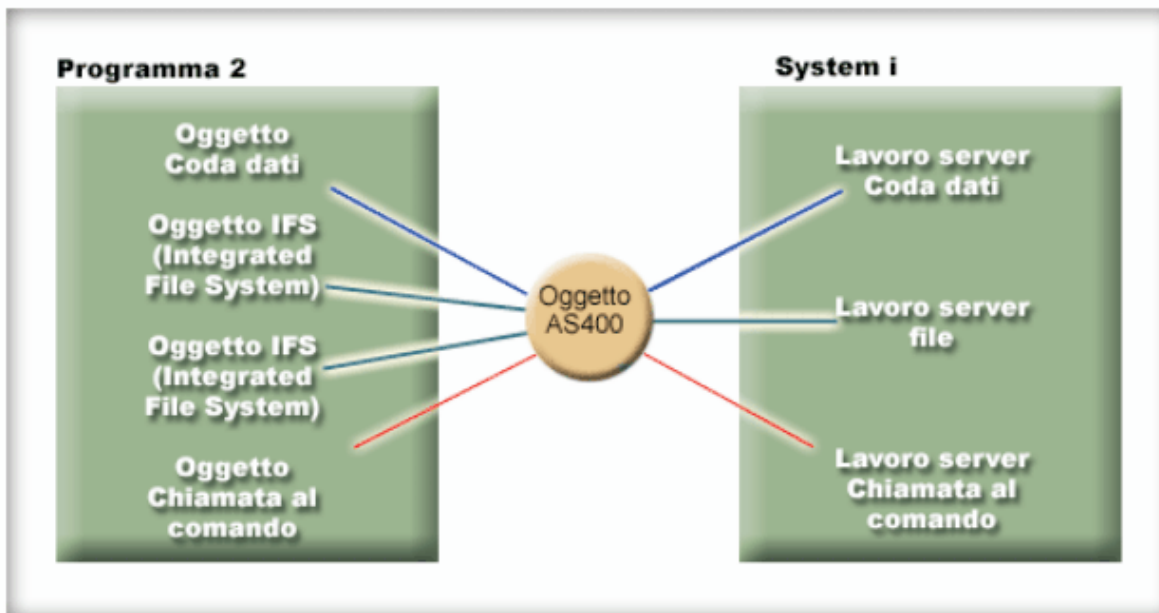 Programma 2
Oggetto
Coda dati
Oggetto IFS
(Integrated
File System)
Oggetto IFS
(Integrated
File System)
Oggetto
Chiamata al
comando
Oggetto
AS400
System i
Lavoro server
Coda dati
Lavoro server
file
Lavoro server
Chiamata al
comando